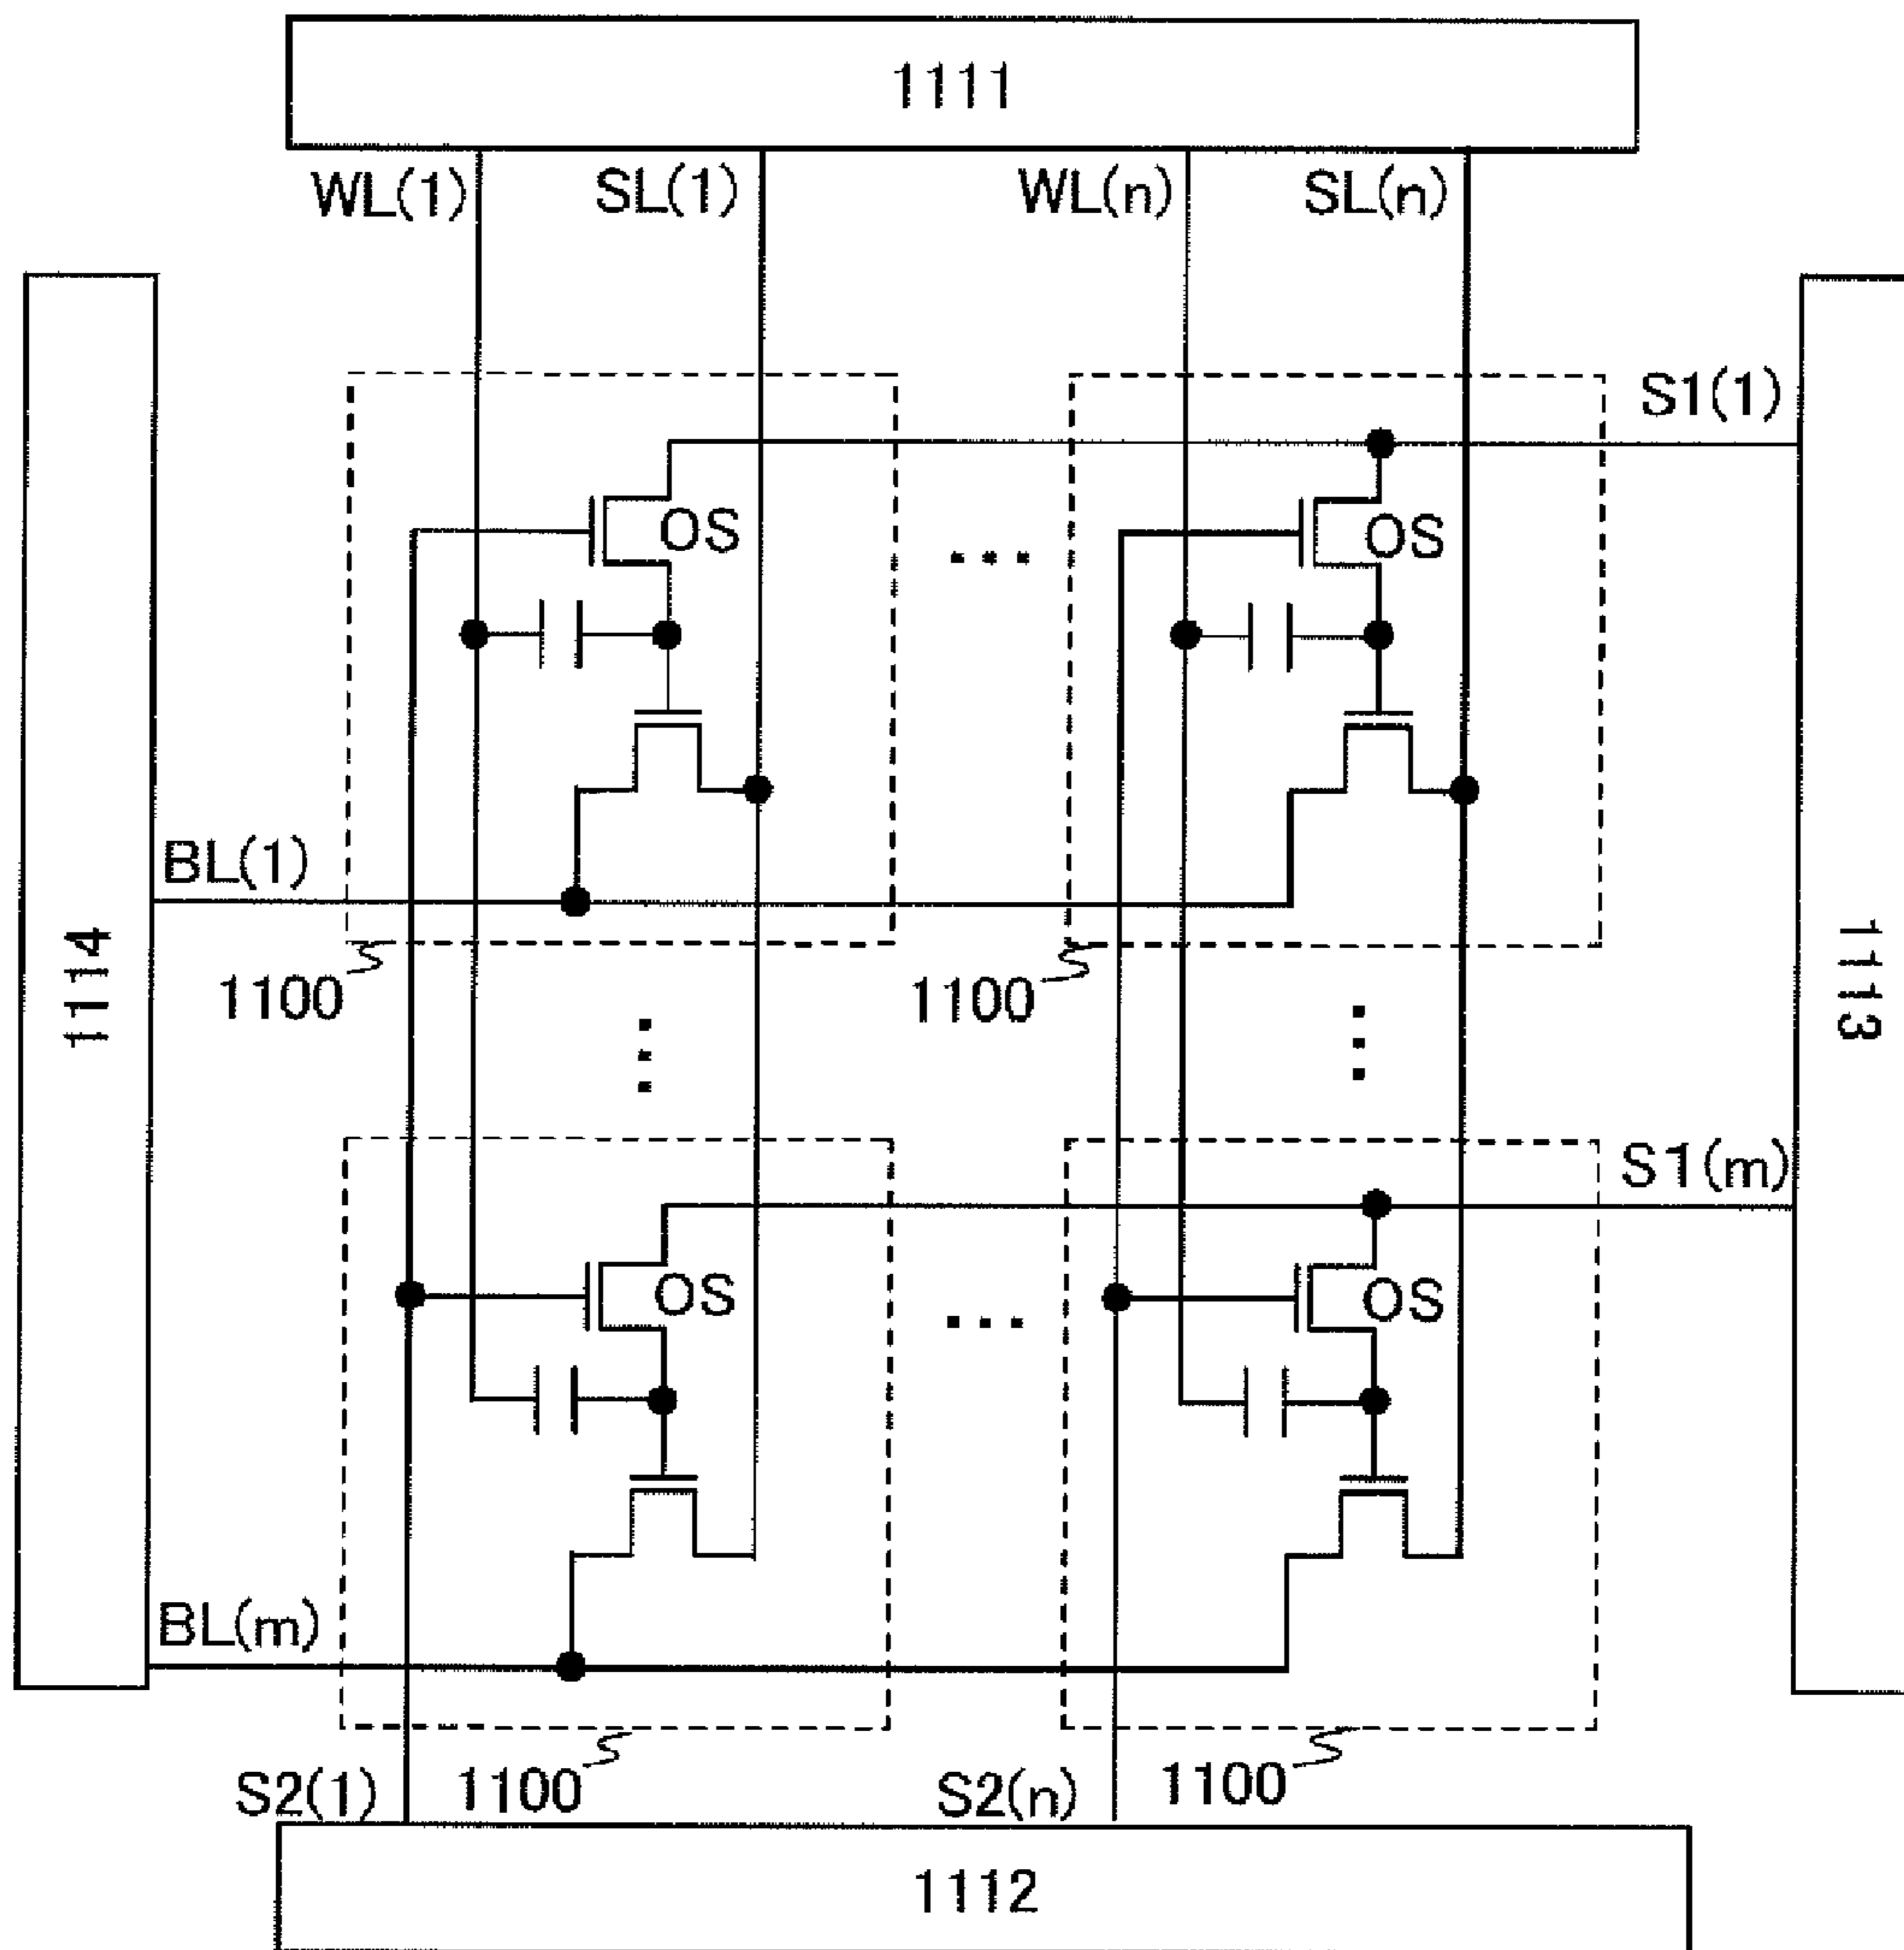 1111
WL(1) SL(1) WL(n) SL(n)
S1(1)
OS OS
...
BL(1)
1114
1113
1100 1100
S1(m)
OS OS
...
BL(m)
S2(1) 1100 S2(n) 1100
1112